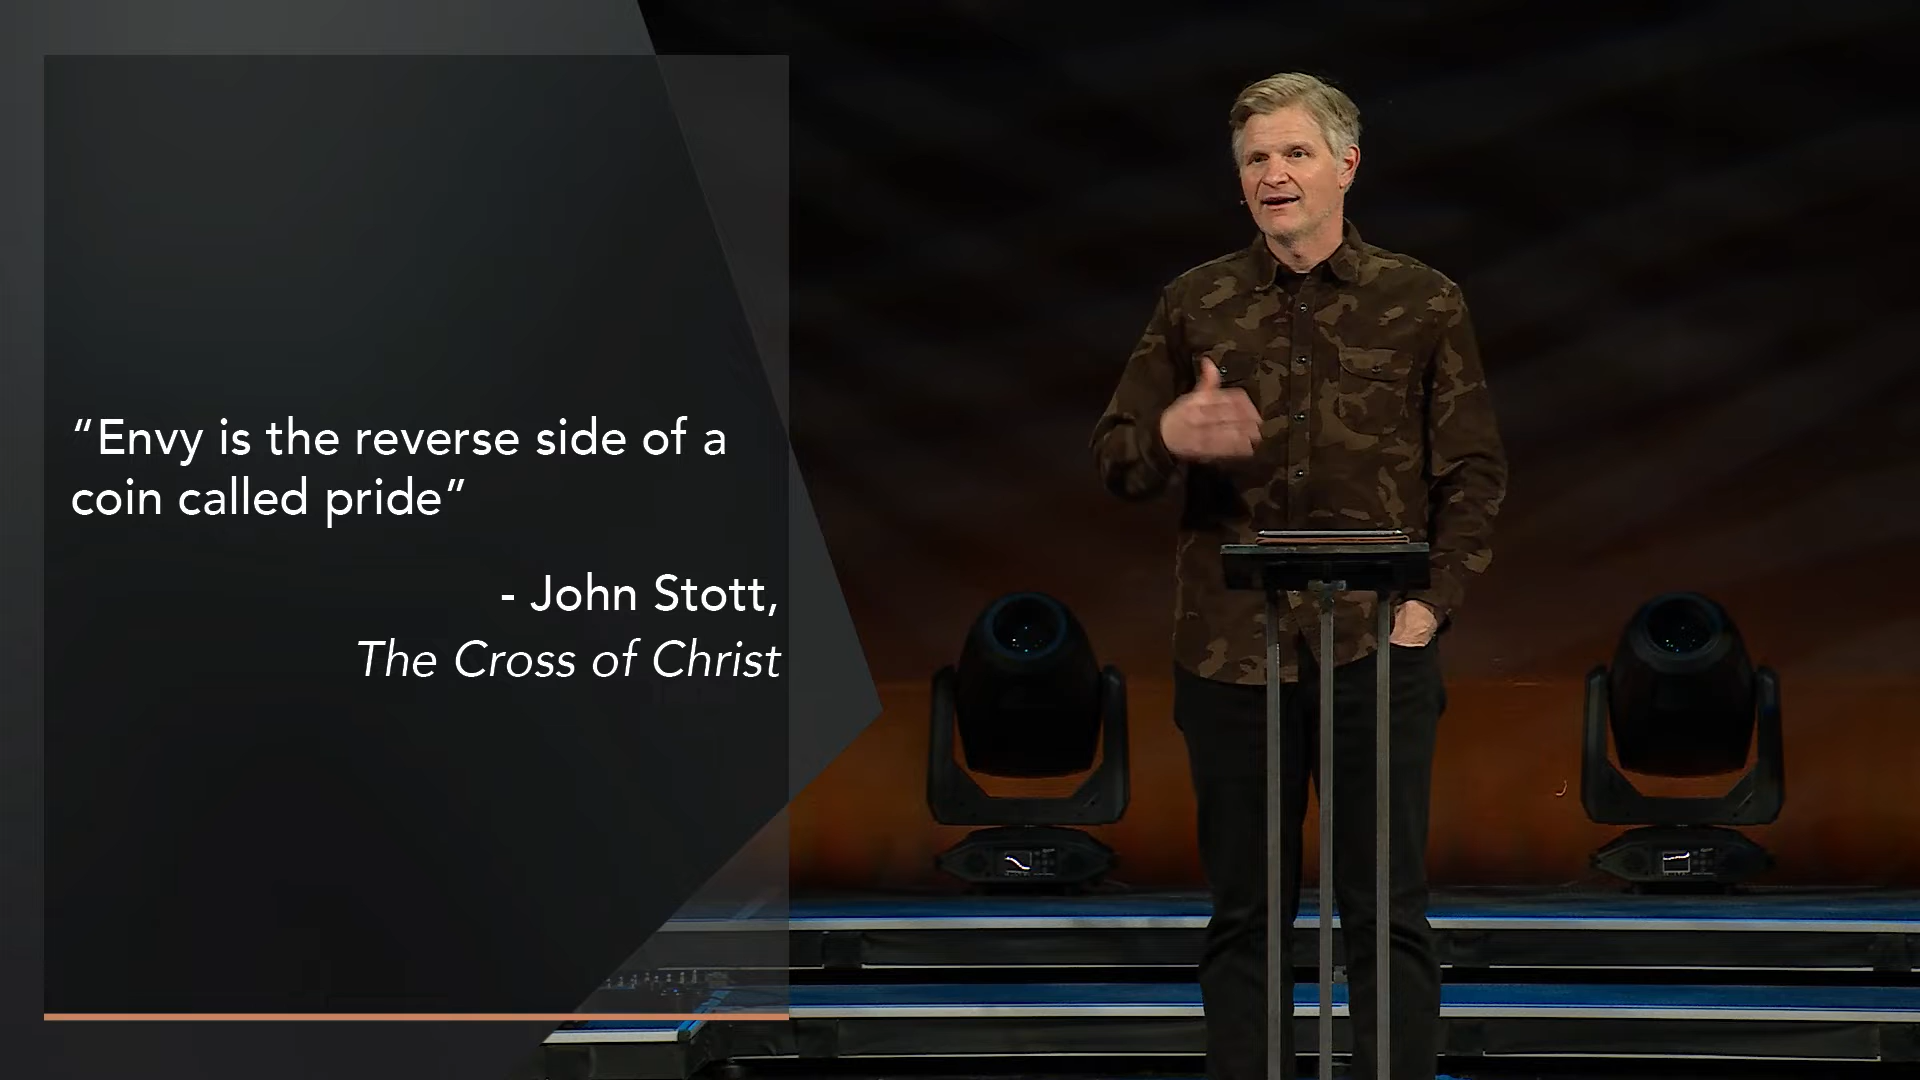 “Envy is the reverse side of a
coin called pride”
- John Stott,
The Cross of Christ